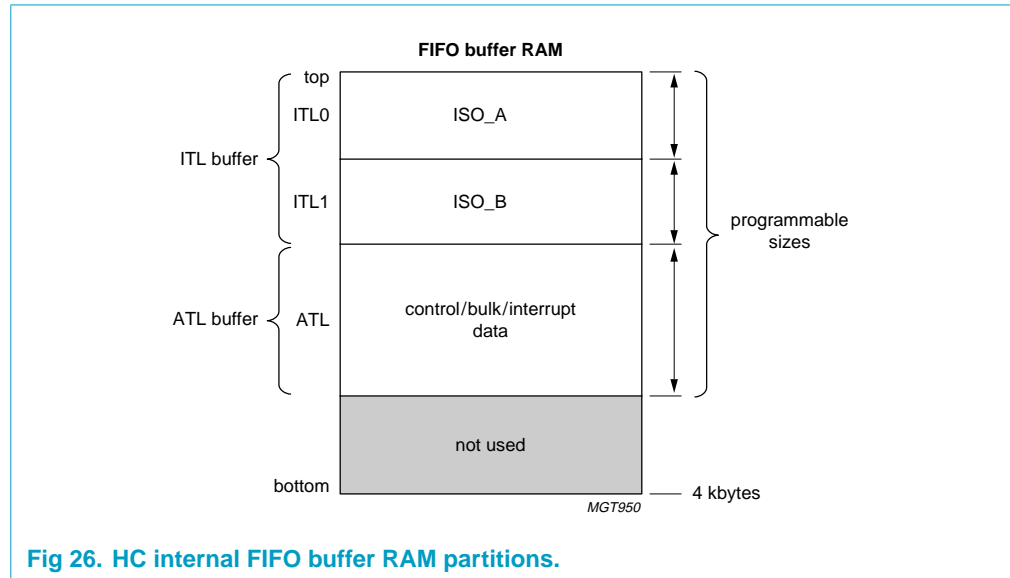 FIFO buffer RAM
top
ITL0
ISO_A
ITL buffer
ITL1
ISO_B
programmable
sizes
ATL buffer
ATL
control/bulk/interrupt
data
not used
bottom
4 kbytes
MGT950
Fig 26. HC internal FIFO buffer RAM partitions.